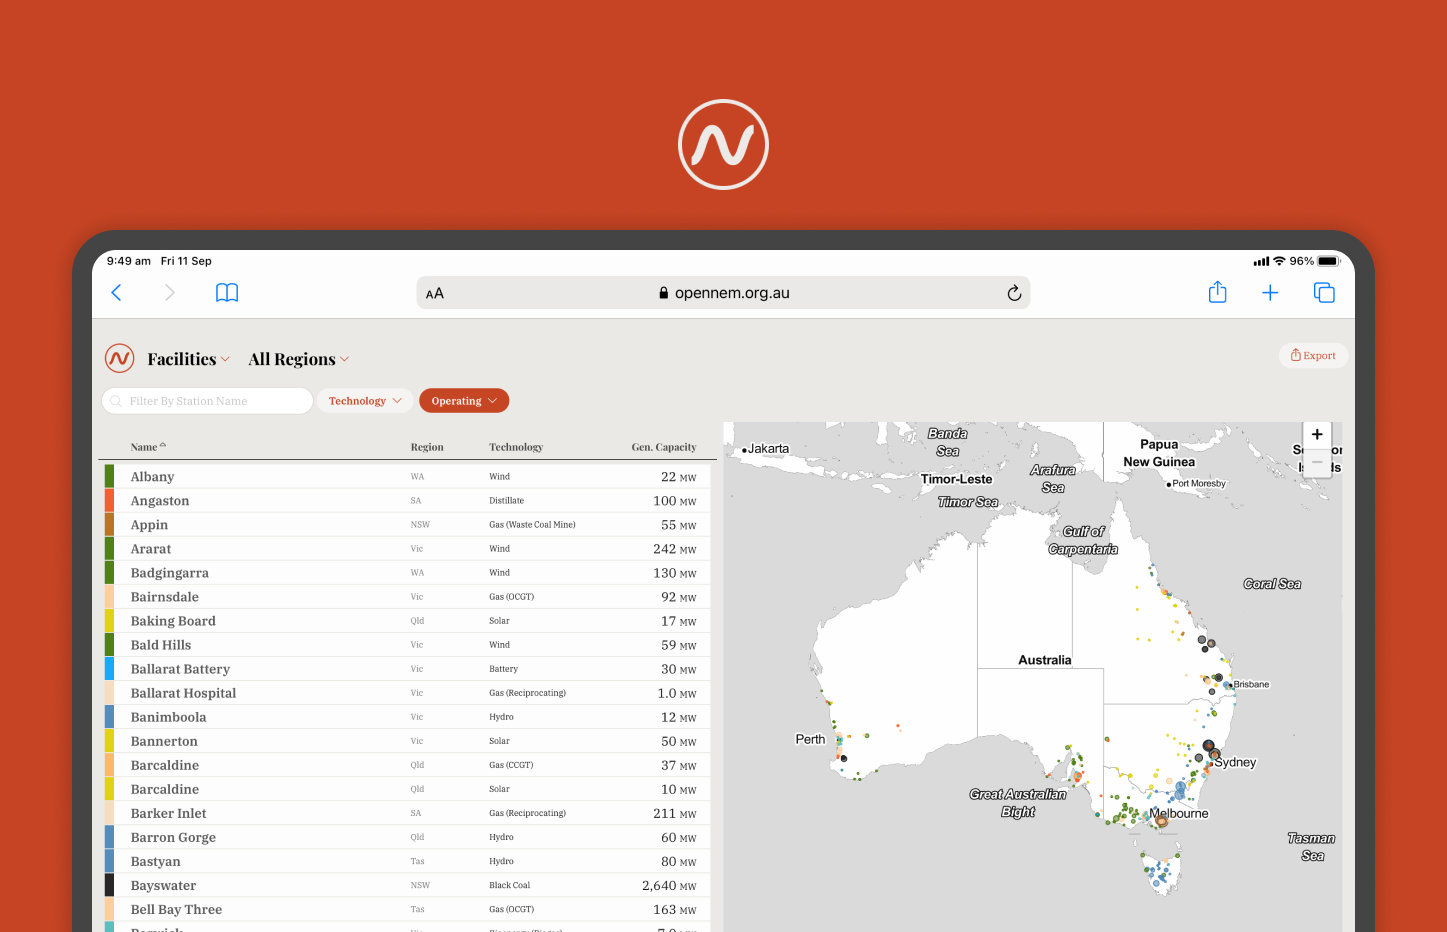 9:49 am Fri 11 Sep
96%
AA
opennem.org.au
Facilities All Regions
Export
Filter By Station Name
Technology
Operating
Name Region Technology Gen. Capacity
Albany WA Wind 22 MW
Angaston SA Distillate 100 MW
Appin NSW Gas (Waste Coal Mine) 55 MW
Ararat Vic Wind 242 MW
Badgingarra WA Wind 130 MW
Bairnsdale Vic Gas (OCGT) 92 MW
Baking Board Qld Solar 17 MW
Bald Hills Vic Wind 59 MW
Ballarat Battery Vic Battery 30 MW
Ballarat Hospital Vic Gas (Reciprocating) 1.0 MW
Banimboola Vic Hydro 12 MW
Bannerton Vic Solar 50 MW
Barcaldine Qld Gas (CCGT) 37 MW
Barcaldine Qld Solar 10 MW
Barker Inlet SA Gas (Reciprocating) 211 MW
Barron Gorge Qld Hydro 60 MW
Bastyan Tas Hydro 80 MW
Bayswater NSW Black Coal 2,640 MW
Bell Bay Three Tas Gas (OCGT) 163 MW
Jakarta
Banda
Sea
Timor-Leste
Timor Sea
Arafura
Sea
Papua
New Guinea
Port Moresby
+
−
Gulf of
Carpentaria
Coral Sea
Australia
Brisbane
Perth
Sydney
Great Australian
Bight
Melbourne
Tasman
Sea